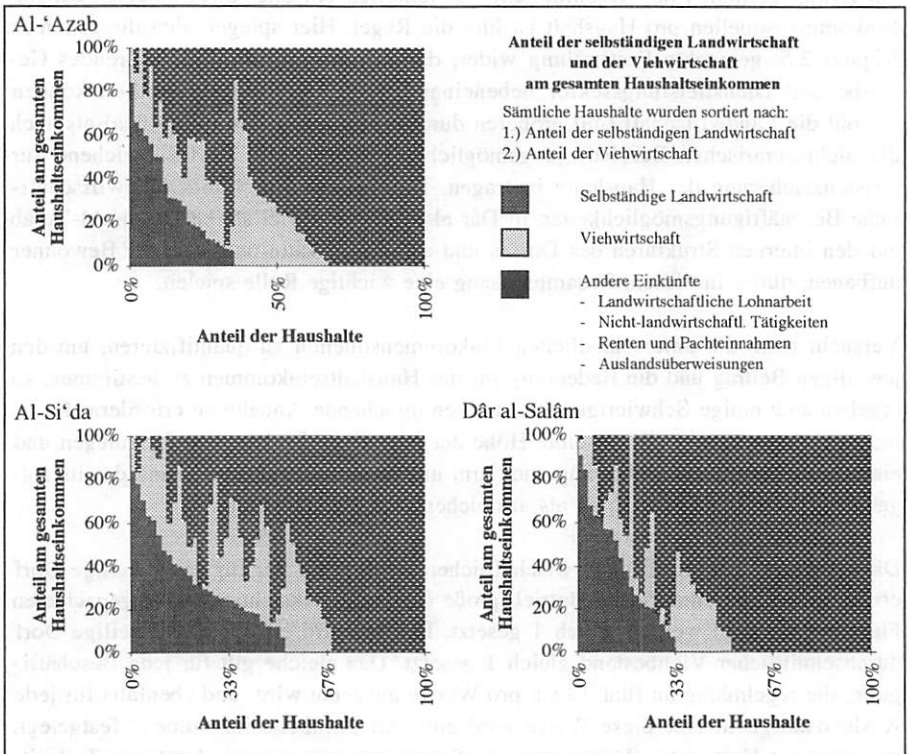 Al-‘Azab
Anteil am gesamten
Haushaltseinkommen
100%
80%
60%
40%
20%
0%
0%
50%
100%
Anteil der Haushalte
Anteil der selbständigen Landwirtschaft
und der Viehwirtschaft
am gesamten Haushaltseinkommen
Sämtliche Haushalte geordnet nach
1.) Anteil der selbständigen Landwirtschaft
2.) Anteil der Viehwirtschaft
Selbständige Landwirtschaft
Viehwirtschaft
Andere Einkünfte
- Landwirtschaftliche Lohnarbeit
- Nicht-landwirtschaftl. Tätigkeiten
- Renten und Pachteinnahmen
- Auslandsüberweisungen
Al-Si‘da
Anteil am gesamten
Haushaltseinkommen
100%
80%
60%
40%
20%
0%
0%
33%
67%
100%
Anteil der Haushalte
Dâr al-Salâm
Anteil am gesamten
Haushaltseinkommen
100%
80%
60%
40%
20%
0%
0%
33%
67%
100%
Anteil der Haushalte